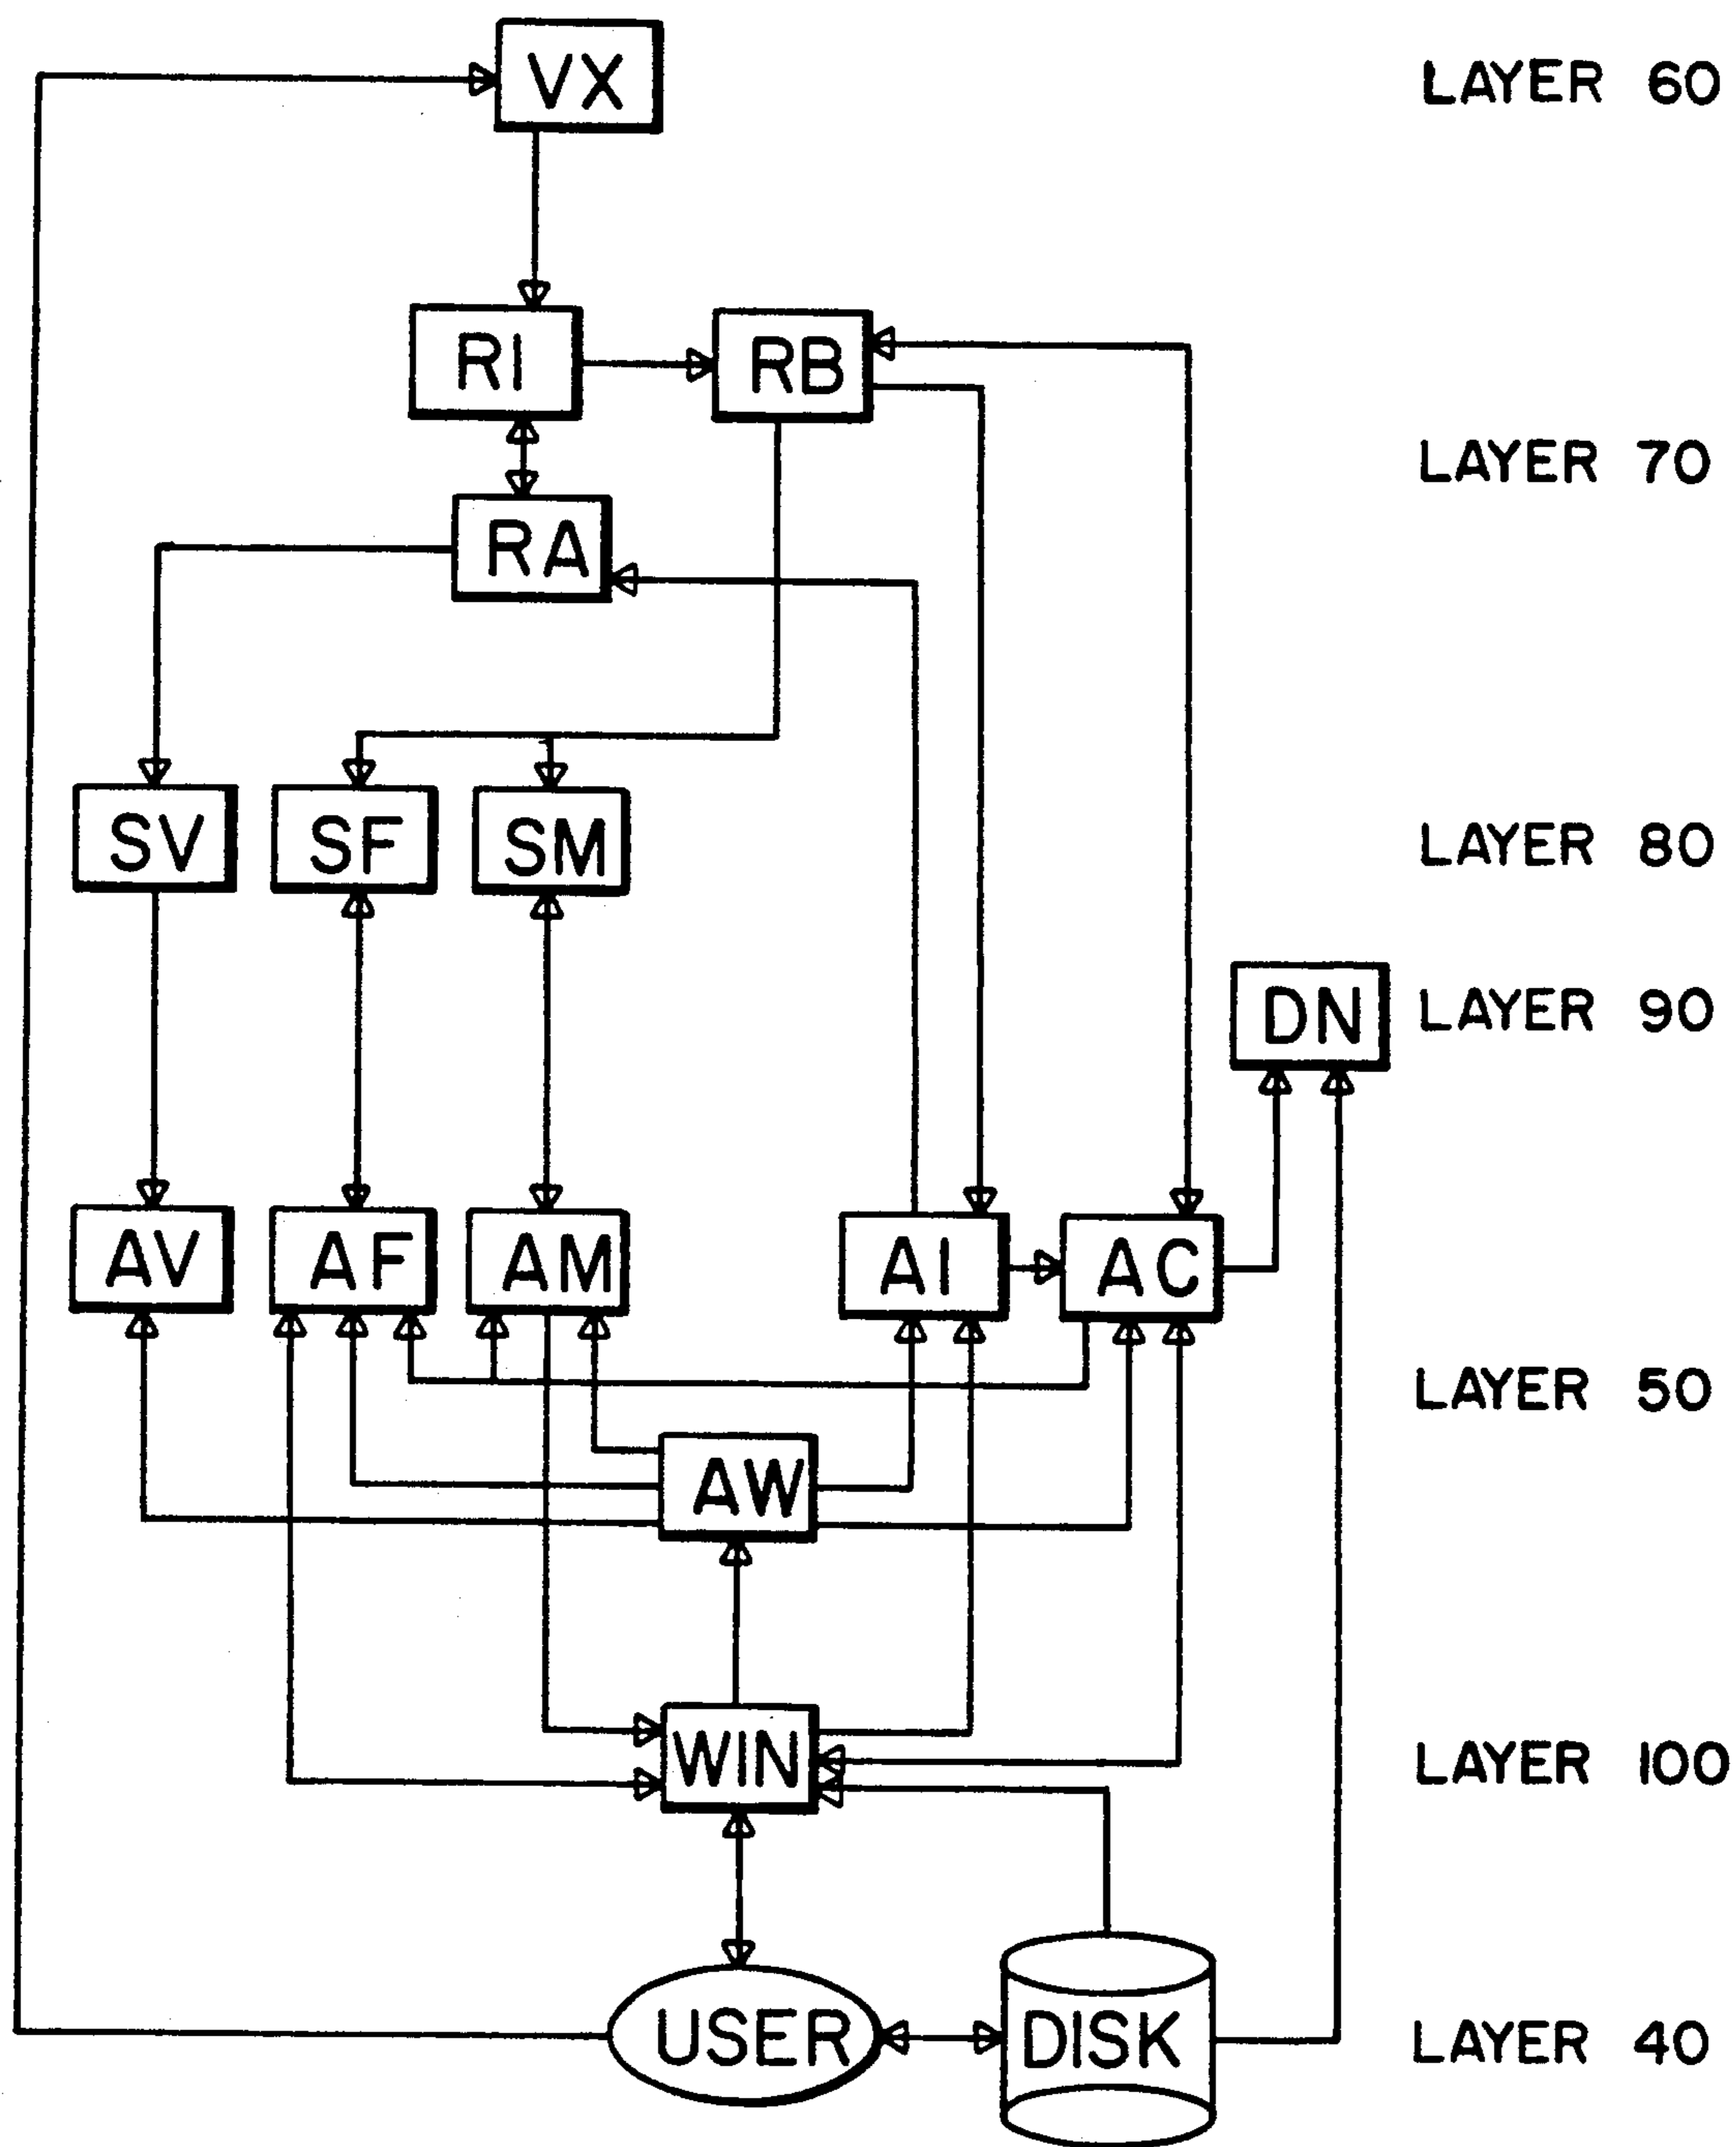 VX LAYER 60
RI RB
LAYER 70
RA
SV SF SM LAYER 80
DN LAYER 90
AV AF AM AI AC
LAYER 50
AW
WIN LAYER 100
USER DISK LAYER 40